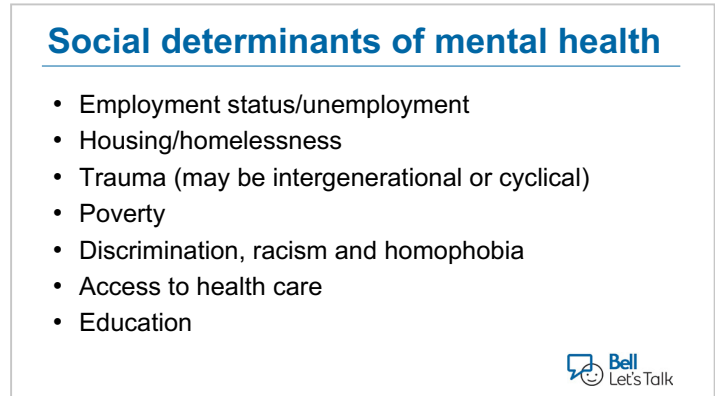 Social determinants of mental health
• Employment status/unemployment
• Housing/homelessness
• Trauma (may be intergenerational or cyclical)
• Poverty
• Discrimination, racism and homophobia
• Access to health care
• Education
Bell
Let's Talk